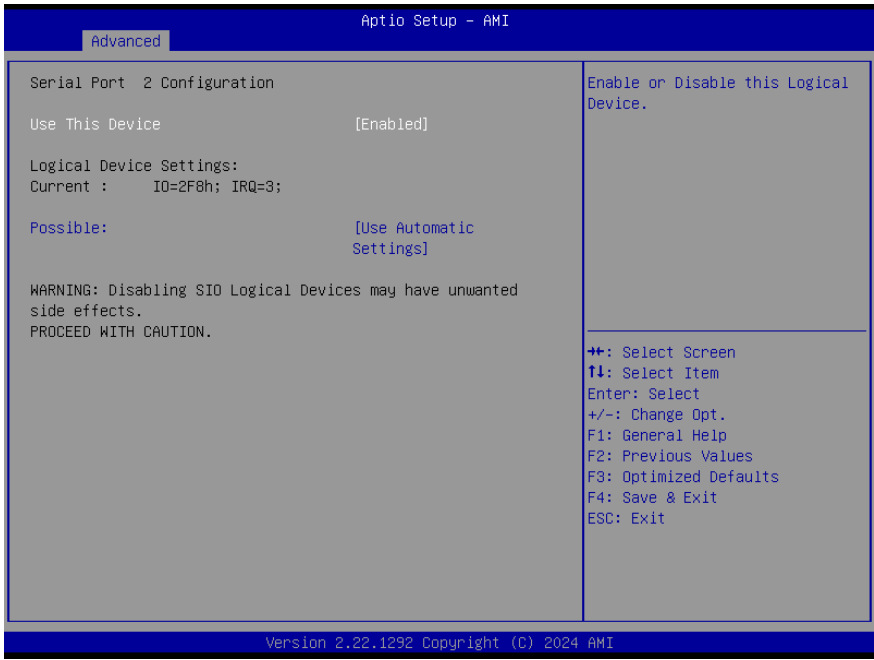 Aptio Setup – AMI
Advanced
Serial Port 2 Configuration
Use This Device [Enabled]
Logical Device Settings:
Current : IO=2F8h; IRQ=3;
Possible: [Use Automatic
Settings]
WARNING: Disabling SIO Logical Devices may have unwanted
side effects.
PROCEED WITH CAUTION.
Enable or Disable this Logical
Device.
→←: Select Screen
↑↓: Select Item
Enter: Select
+/-: Change Opt.
F1: General Help
F2: Previous Values
F3: Optimized Defaults
F4: Save & Exit
ESC: Exit
Version 2.22.1292 Copyright (C) 2024 AMI